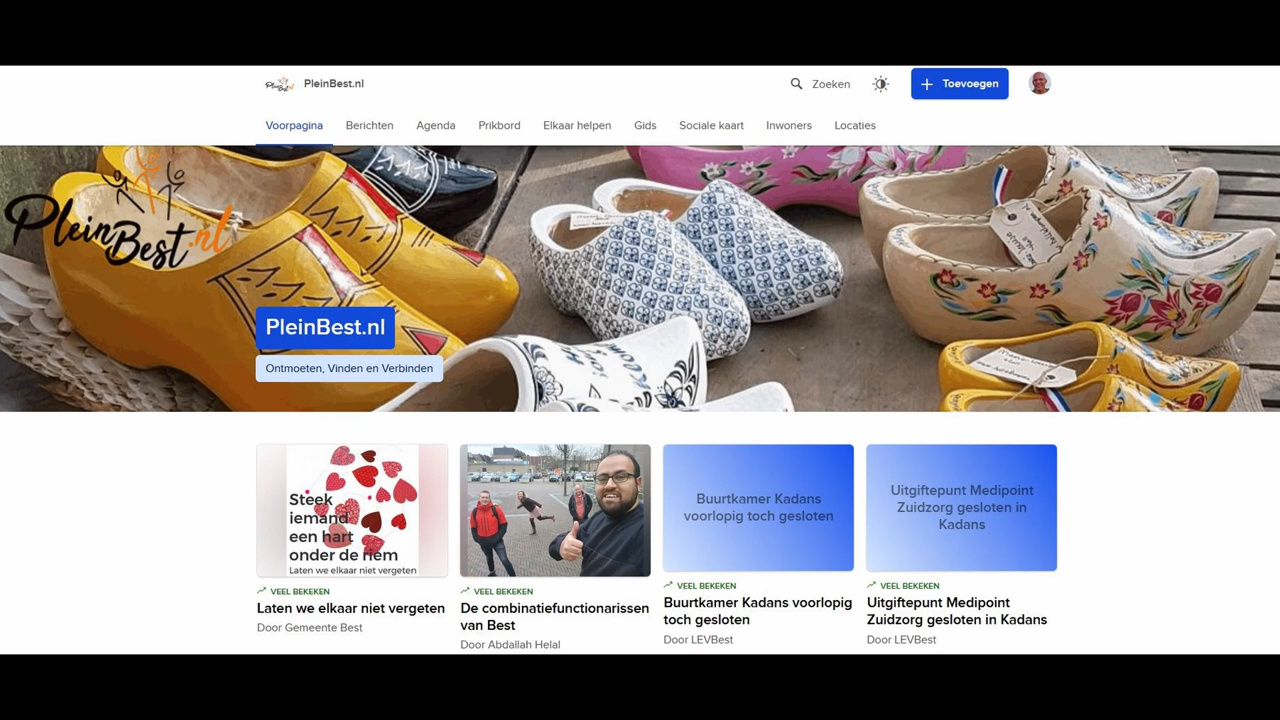 PleinBest.nl
PleinBest.nl
Zoeken
Toevoegen
Voorpagina
Berichten
Agenda
Prikbord
Elkaar helpen
Gids
Sociale kaart
Inwoners
Locaties
PleinBest.nl
PleinBest.nl
Ontmoeten, Vinden en Verbinden
Steek
iemand
een hart
onder de riem
Laten we elkaar niet vergeten
Buurtkamer Kadans
voorlopig toch gesloten
Uitgiftepunt Medipoint
Zuidzorg gesloten in
Kadans
VEEL BEKEKEN
Laten we elkaar niet vergeten
Door Gemeente Best
VEEL BEKEKEN
De combinatiefunctionarissen
van Best
Door Abdallah Helal
VEEL BEKEKEN
Buurtkamer Kadans voorlopig
toch gesloten
Door LEVBest
VEEL BEKEKEN
Uitgiftepunt Medipoint
Zuidzorg gesloten in Kadans
Door LEVBest